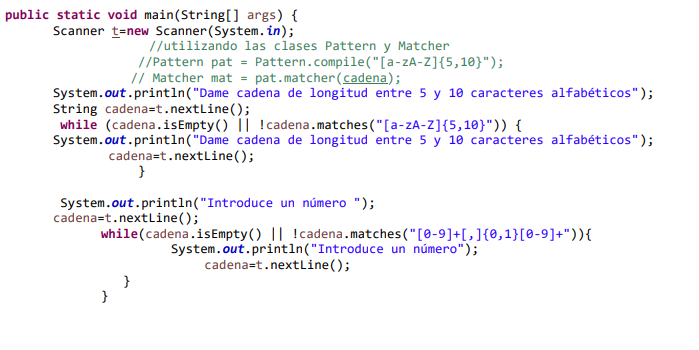 public static void main(String[] args) {
Scanner t=new Scanner(System.in);
//utilizando las clases Pattern y Matcher
//Pattern pat = Pattern.compile("[a-zA-Z]{5,10}");
// Matcher mat = pat.matcher(cadena);
System.out.println("Dame cadena de longitud entre 5 y 10 caracteres alfabéticos");
String cadena=t.nextLine();
while (cadena.isEmpty() || !cadena.matches("[a-zA-Z]{5,10}")) {
System.out.println("Dame cadena de longitud entre 5 y 10 caracteres alfabéticos");
cadena=t.nextLine();
}
System.out.println("Introduce un número ");
cadena=t.nextLine();
while(cadena.isEmpty() || !cadena.matches("[0-9]+[,]{0,1}[0-9]+")){
System.out.println("Introduce un número");
cadena=t.nextLine();
}
}